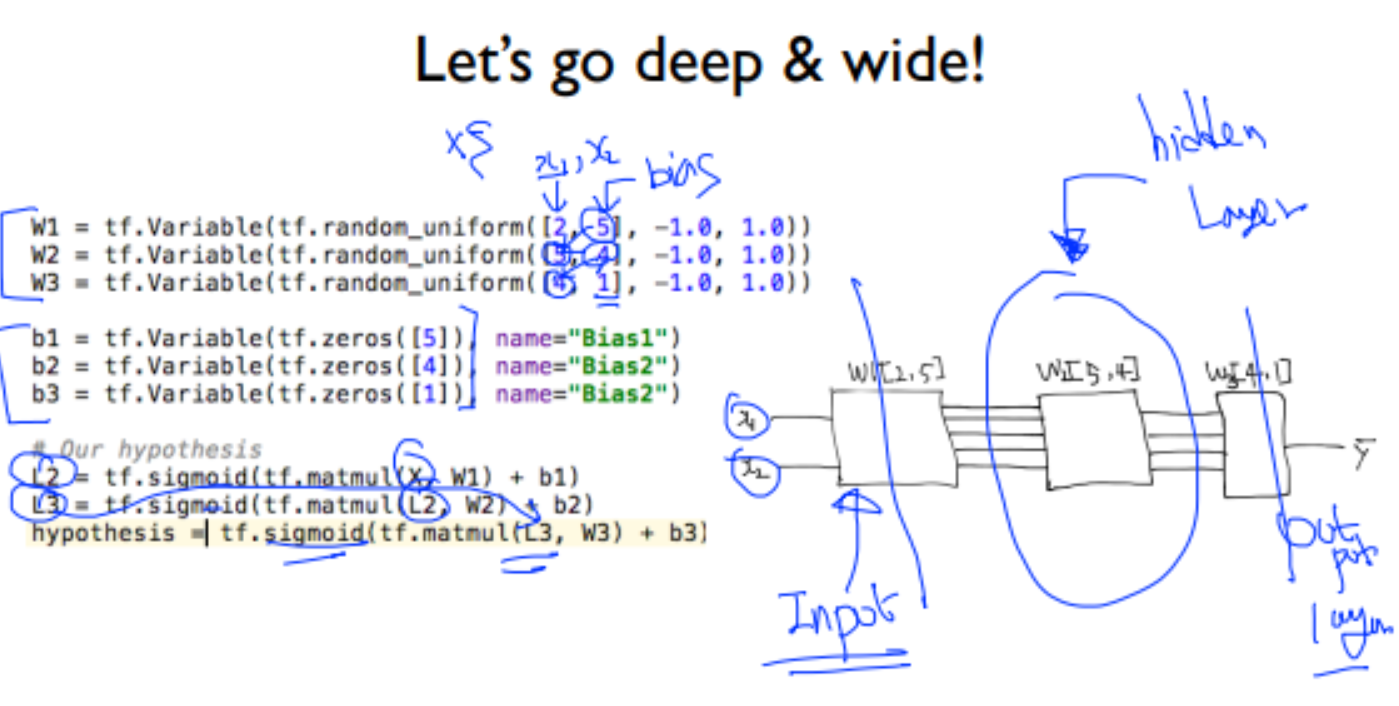 Let's go deep & wide!
x1, x2
bias
hidden
Layer
W1 = tf.Variable(tf.random_uniform([2, 5], -1.0, 1.0))
W2 = tf.Variable(tf.random_uniform([5, 4], -1.0, 1.0))
W3 = tf.Variable(tf.random_uniform([4, 1], -1.0, 1.0))
b1 = tf.Variable(tf.zeros([5]), name="Bias1")
b2 = tf.Variable(tf.zeros([4]), name="Bias2")
b3 = tf.Variable(tf.zeros([1]), name="Bias2")
# Our hypothesis
L2 = tf.sigmoid(tf.matmul(X, W1) + b1)
L3 = tf.sigmoid(tf.matmul(L2, W2) + b2)
hypothesis = tf.sigmoid(tf.matmul(L3, W3) + b3)
W1[2,5] W2[5,4] W3[4,1]
x1
x2
Y
Input
Out
put
layer